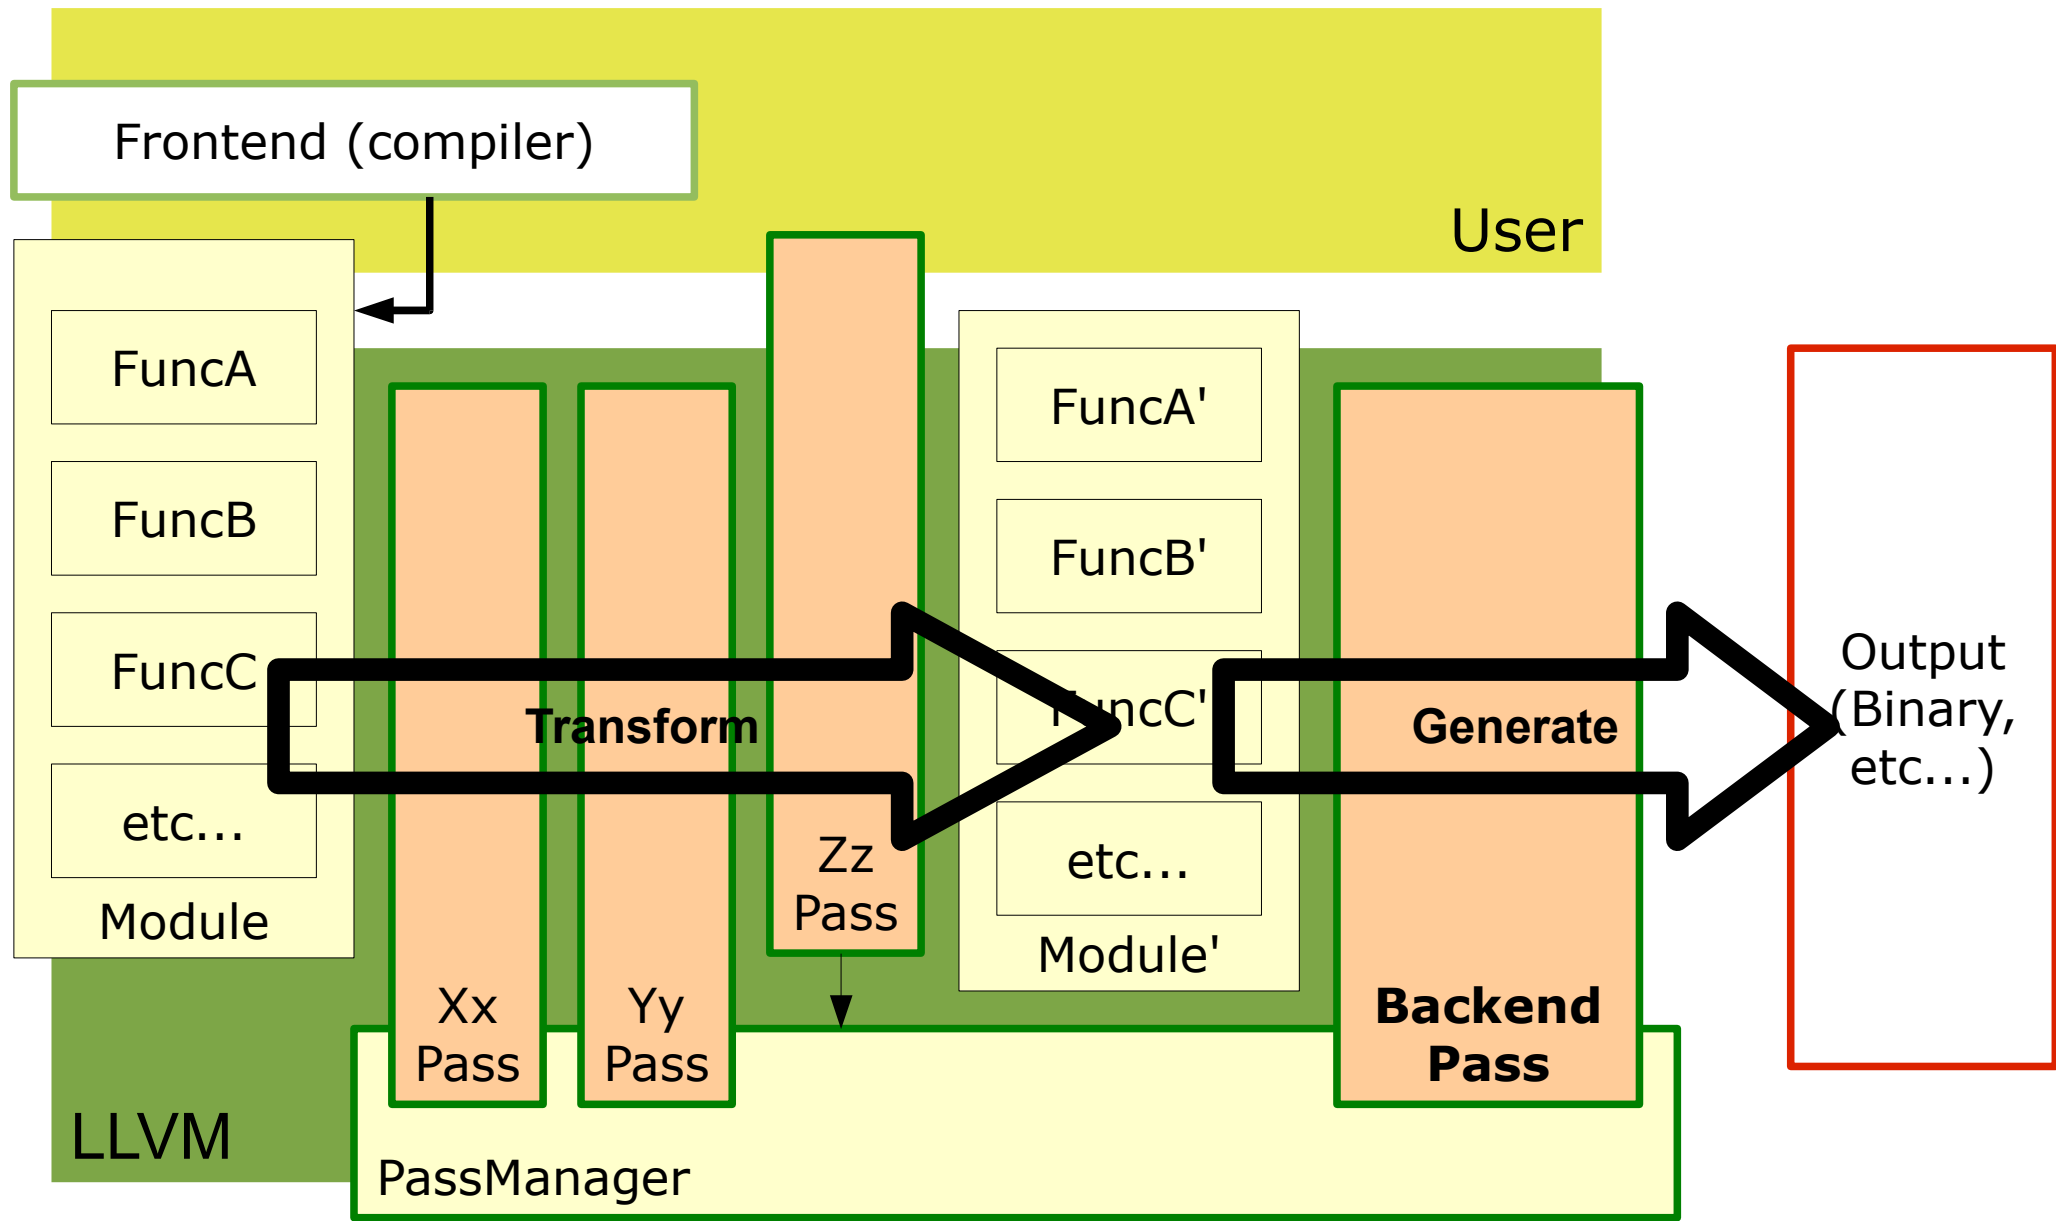 Frontend (compiler)
User
FuncA
FuncB
FuncC
etc...
Module
Xx
Pass
Yy
Pass
Zz
Pass
Transform
FuncA'
FuncB'
FuncC'
etc...
Module'
Generate
Backend
Pass
Output
(Binary,
etc...)
LLVM
PassManager